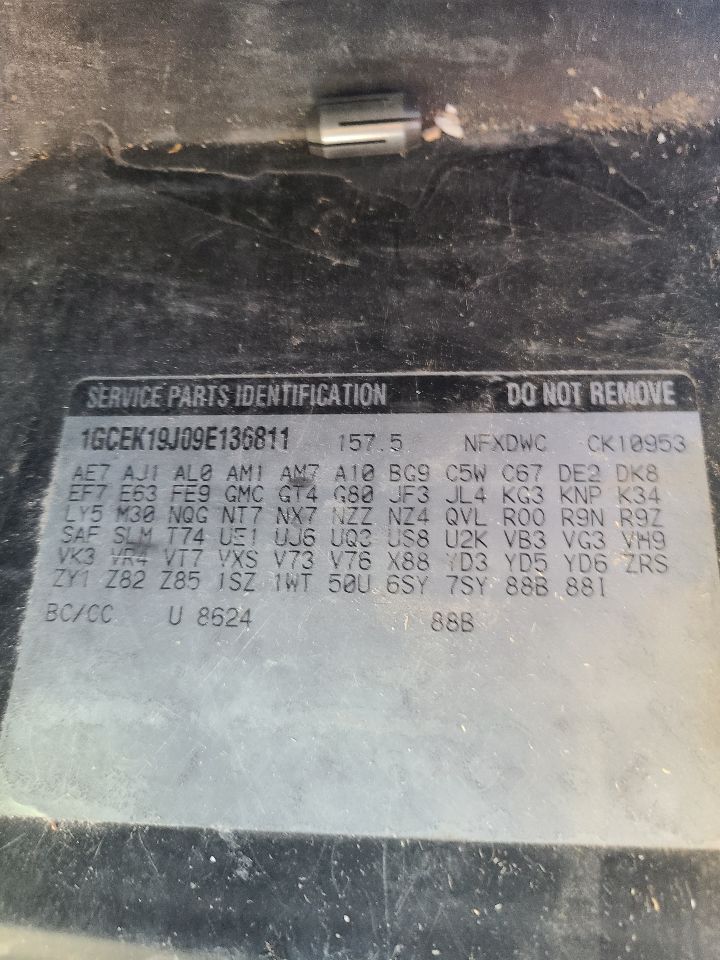 SERVICE PARTS IDENTIFICATION DO NOT REMOVE
1GCEK19J09E136811 157.5 NFXDWC CK10953
AE7 AJ1 AL0 AM1 AM7 A10 BG9 C5W C67 DE2 DK8
EF7 E63 FE9 GMC GT4 G80 JF3 JL4 KG3 KNP K34
LY5 M30 NQG NT7 NX7 NZZ NZ4 QVL R00 R9N R9Z
SAF SLM T74 UE1 UJ6 UQ3 US8 U2K VB3 VG3 VH9
VK3 VR4 VT7 VXS V73 V76 X88 YD3 YD5 YD6 ZRS
ZY1 Z82 Z85 1SZ 1WT 50U 6SY 7SY 88B 88I
BC/CC U 8624 88B